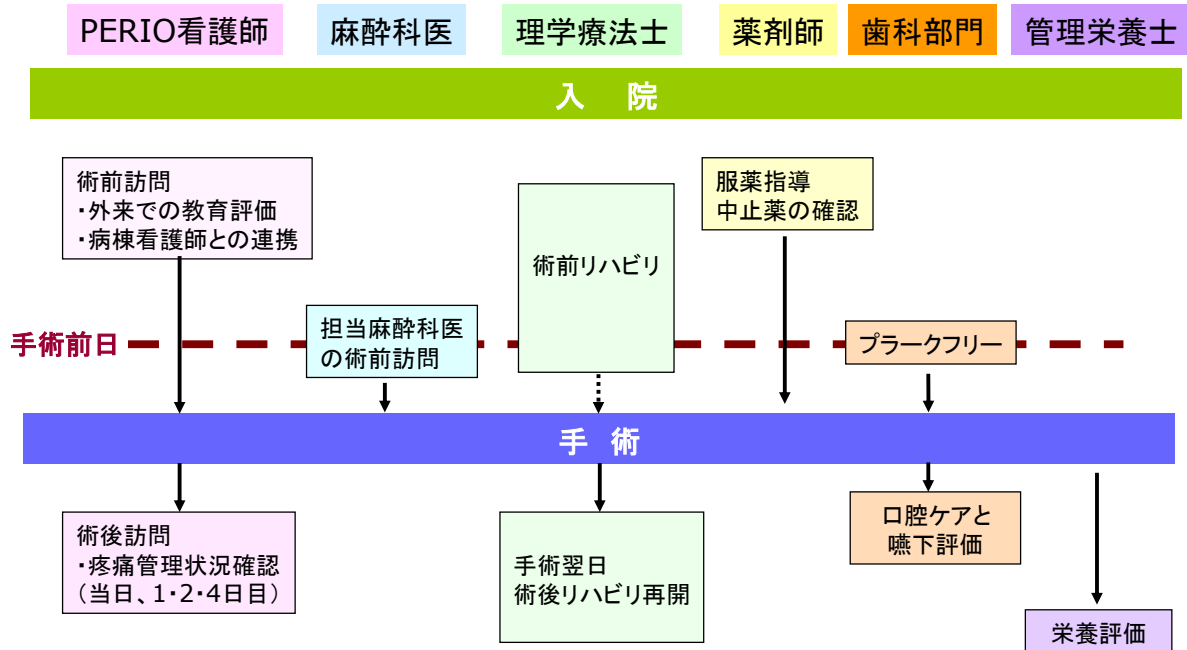 PERIO看護師
麻酔科医
理学療法士
薬剤師
歯科部門
管理栄養士
入 院
術前訪問
・外来での教育評価
・病棟看護師との連携
術前リハビリ
服薬指導
中止薬の確認
手術前日
担当麻酔科医
の術前訪問
プラークフリー
手 術
術後訪問
・疼痛管理状況確認
(当日、1・2・4日目)
手術翌日
術後リハビリ再開
口腔ケアと
嚥下評価
栄養評価